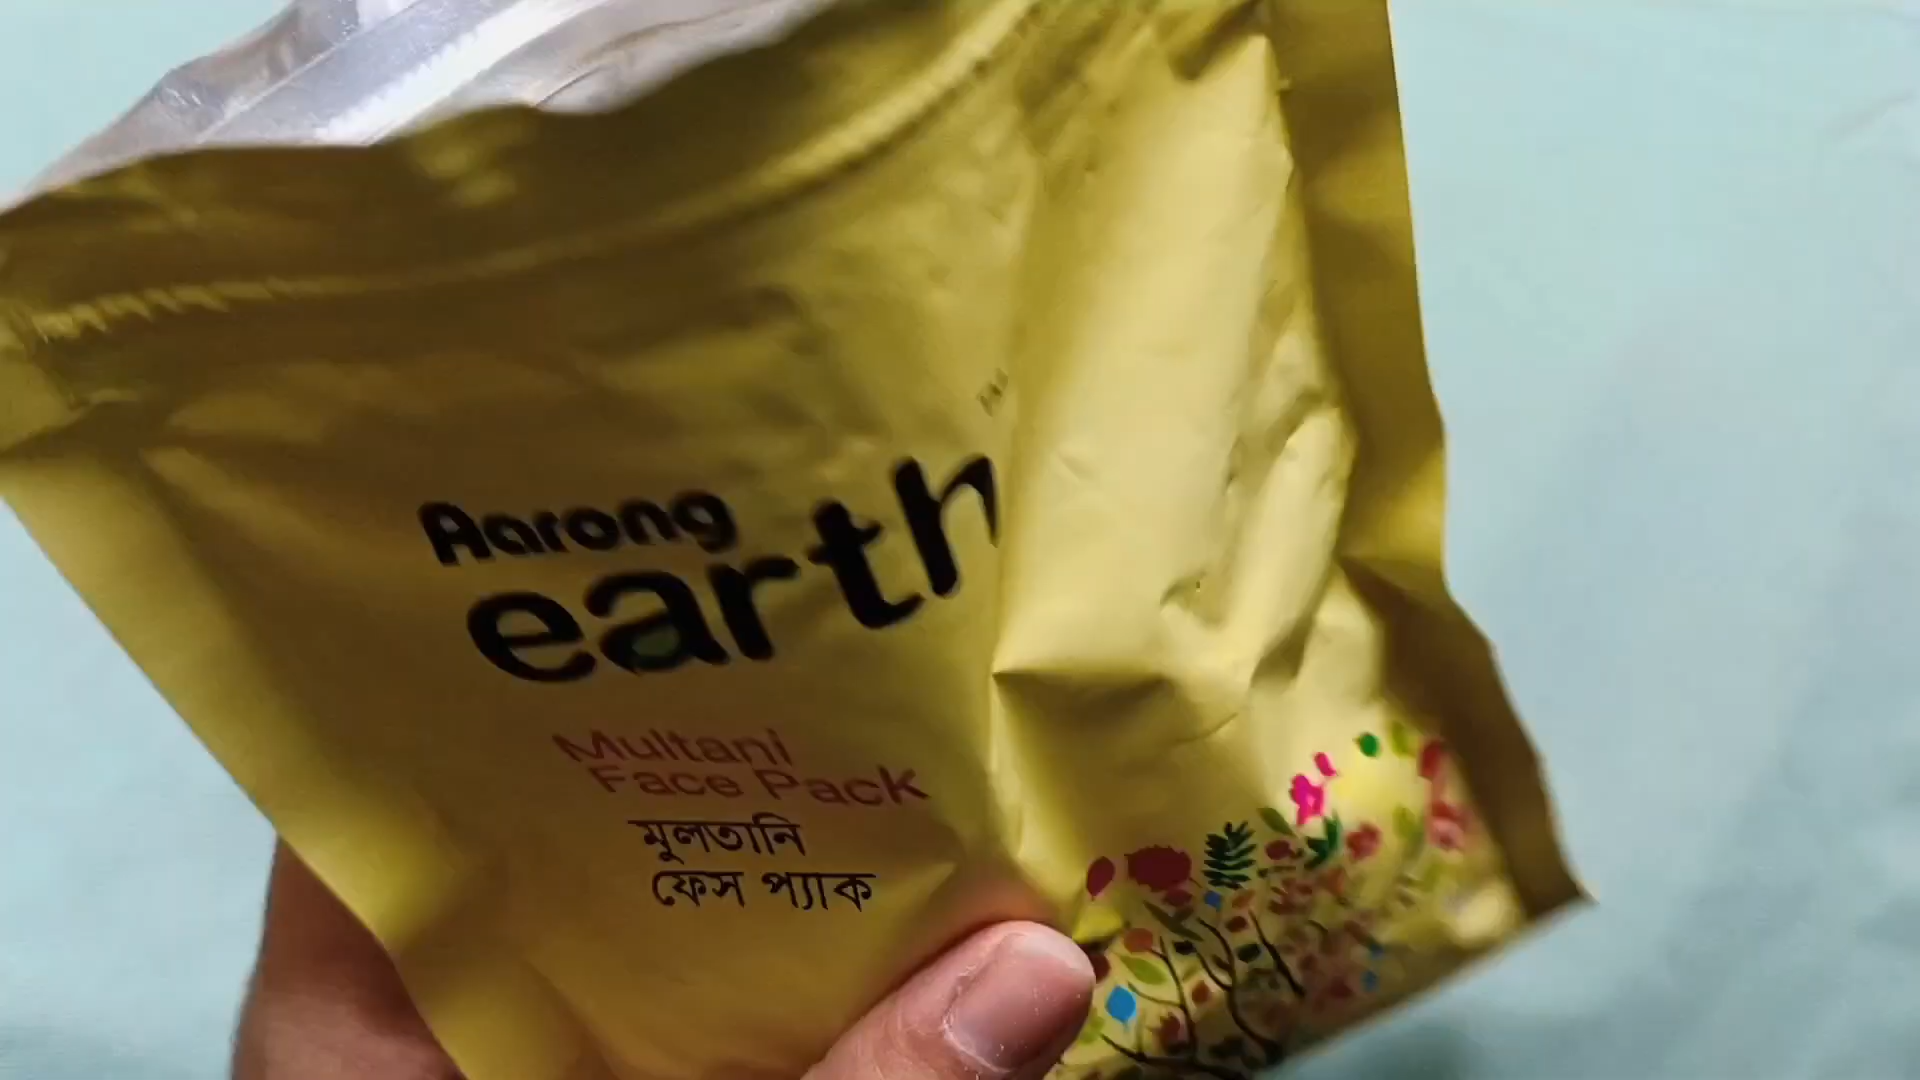 Aarong
earth
Multani
Face Pack
মুলতানি
ফেস প্যাক